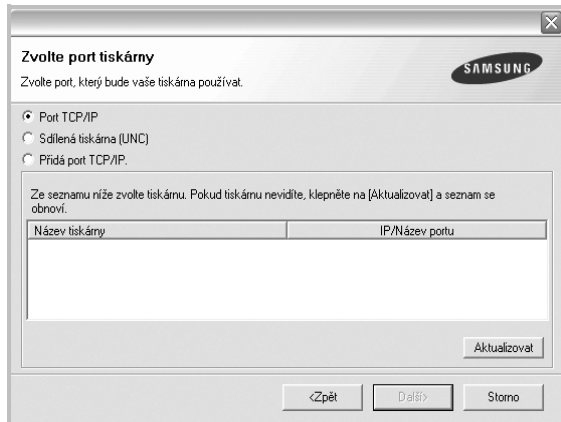 Zvolte port tiskárny
Zvolte port, který bude vaše tiskárna používat.
SAMSUNG
Port TCP/IP
Sdílená tiskárna (UNC)
Přidá port TCP/IP.
Ze seznamu níže zvolte tiskárnu. Pokud tiskárnu nevidíte, klepněte na [Aktualizovat] a seznam se
obnoví.
Název tiskárny IP/Název portu
Aktualizovat
<Zpět Další> Storno